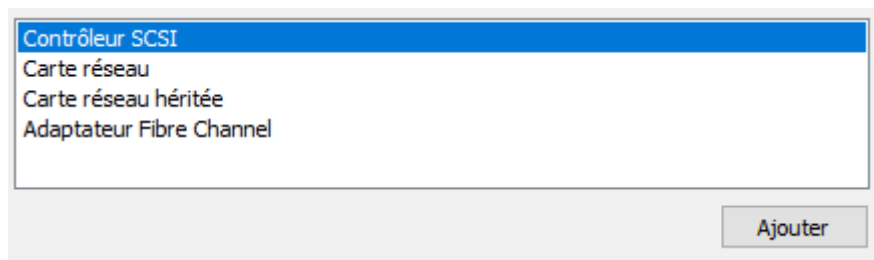 Contrôleur SCSI
Carte réseau
Carte réseau héritée
Adaptateur Fibre Channel
Ajouter